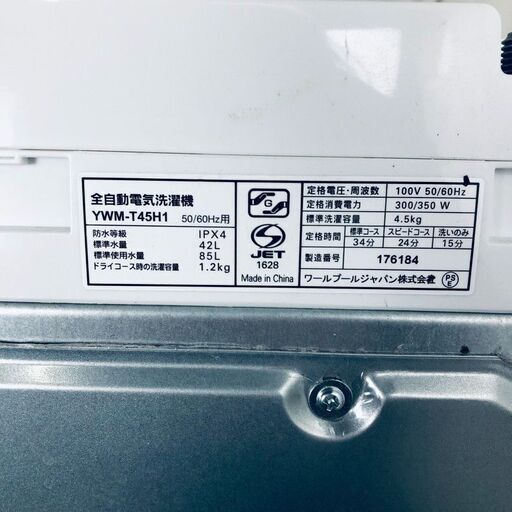 全自動電気洗濯機
YWM-T45H1 50/60Hz用
防水等級 IPX4
標準水量 42L
標準使用水量 85L
ドライコース時の洗濯容量 1.2kg
G
JET
1628
Made in China
定格電圧・周波数 100V 50/60Hz
定格消費電力 300/350 W
標準洗濯容量 4.5kg
定格時間 標準コース スピードコース 洗いのみ
34分 24分 15分
製造番号 176184
ワールプールジャパン株式会社 PSE